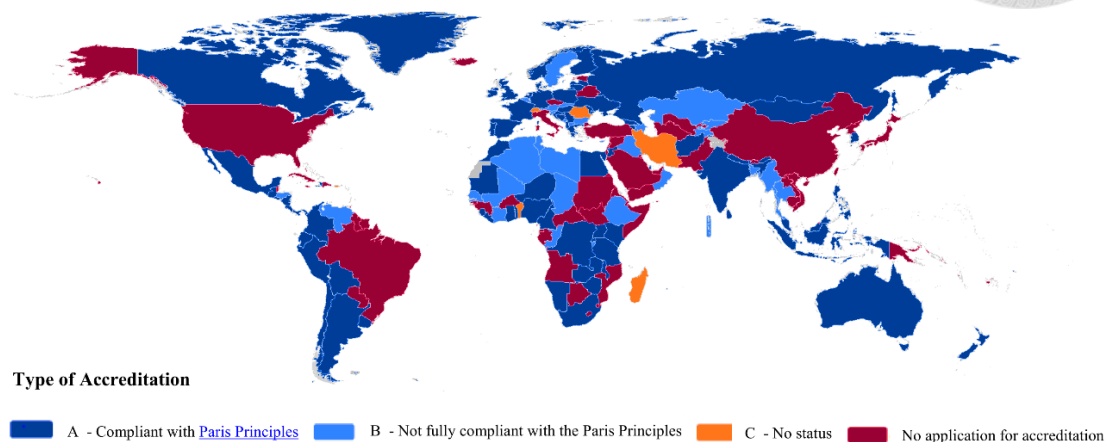 Type of Accreditation
A - Compliant with Paris Principles B - Not fully compliant with the Paris Principles C - No status No application for accreditation